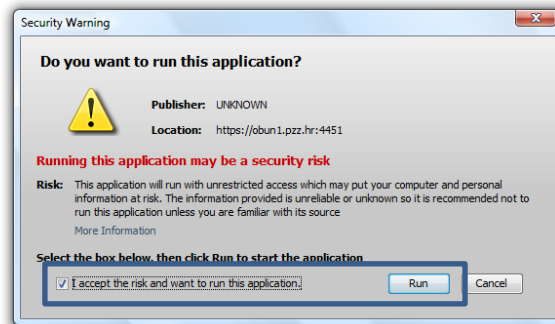 Security Warning
Do you want to run this application?
Publisher: UNKNOWN
Location: https://obun1.pzz.hr:4451
Running this application may be a security risk
Risk: This application will run with unrestricted access which may put your computer and personal
information at risk. The information provided is unreliable or unknown so it is recommended not to
run this application unless you are familiar with its source
More Information
Select the box below, then click Run to start the application
I accept the risk and want to run this application. Run Cancel